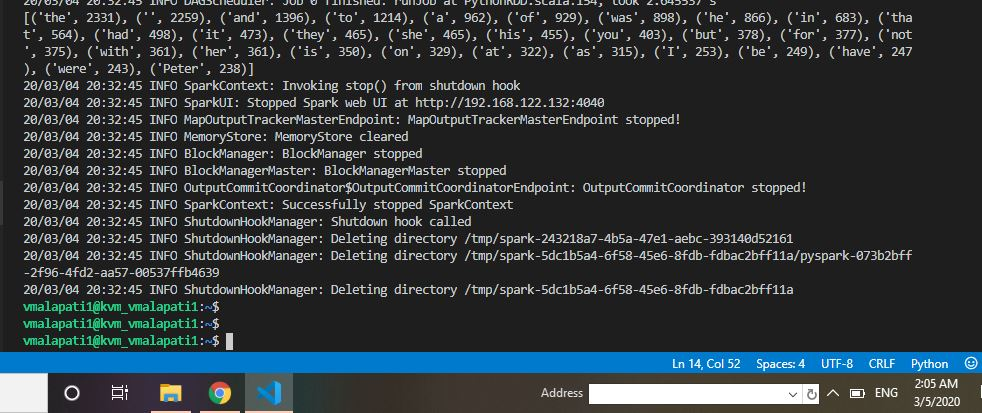 20/03/04 20:32:45 INFO DAGScheduler: Job 0 finished: runJob at PythonRDD.scala:154, took 2.645537 s
[('the', 2331), ('', 2259), ('and', 1396), ('to', 1214), ('a', 962), ('of', 929), ('was', 898), ('he', 866), ('in', 683), ('tha
t', 564), ('had', 498), ('it', 473), ('they', 465), ('she', 465), ('his', 455), ('you', 403), ('but', 378), ('for', 377), ('not
', 375), ('with', 361), ('her', 361), ('is', 350), ('on', 329), ('at', 322), ('as', 315), ('I', 253), ('be', 249), ('have', 247
), ('were', 243), ('Peter', 238)]
20/03/04 20:32:45 INFO SparkContext: Invoking stop() from shutdown hook
20/03/04 20:32:45 INFO SparkUI: Stopped Spark web UI at http://192.168.122.132:4040
20/03/04 20:32:45 INFO MapOutputTrackerMasterEndpoint: MapOutputTrackerMasterEndpoint stopped!
20/03/04 20:32:45 INFO MemoryStore: MemoryStore cleared
20/03/04 20:32:45 INFO BlockManager: BlockManager stopped
20/03/04 20:32:45 INFO BlockManagerMaster: BlockManagerMaster stopped
20/03/04 20:32:45 INFO OutputCommitCoordinator$OutputCommitCoordinatorEndpoint: OutputCommitCoordinator stopped!
20/03/04 20:32:45 INFO SparkContext: Successfully stopped SparkContext
20/03/04 20:32:45 INFO ShutdownHookManager: Shutdown hook called
20/03/04 20:32:45 INFO ShutdownHookManager: Deleting directory /tmp/spark-243218a7-4b5a-47e1-aebc-393140d52161
20/03/04 20:32:45 INFO ShutdownHookManager: Deleting directory /tmp/spark-5dc1b5a4-6f58-45e6-8fdb-fdbac2bff11a/pyspark-073b2bff
-2f96-4fd2-aa57-00537ffb4639
20/03/04 20:32:45 INFO ShutdownHookManager: Deleting directory /tmp/spark-5dc1b5a4-6f58-45e6-8fdb-fdbac2bff11a
vmalapati1@kvm_vmalapati1:~$
vmalapati1@kvm_vmalapati1:~$
vmalapati1@kvm_vmalapati1:~$
Ln 14, Col 52 Spaces: 4 UTF-8 CRLF Python
Address ENG 2:05 AM
3/5/2020